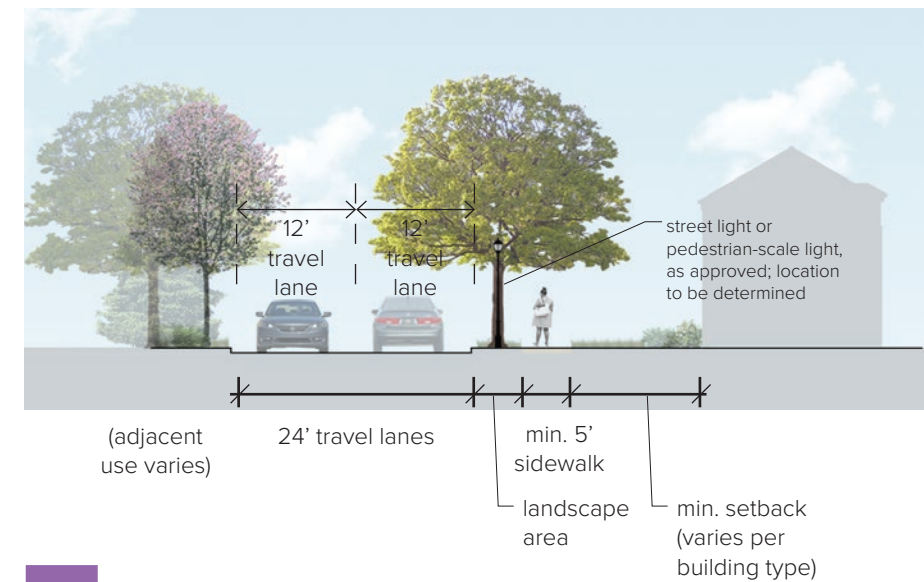 12’
travel
lane
12’
travel
lane
street light or
pedestrian-scale light,
as approved; location
to be determined
(adjacent
use varies)
24’ travel lanes
min. 5’
sidewalk
landscape
area
min. setback
(varies per
building type)